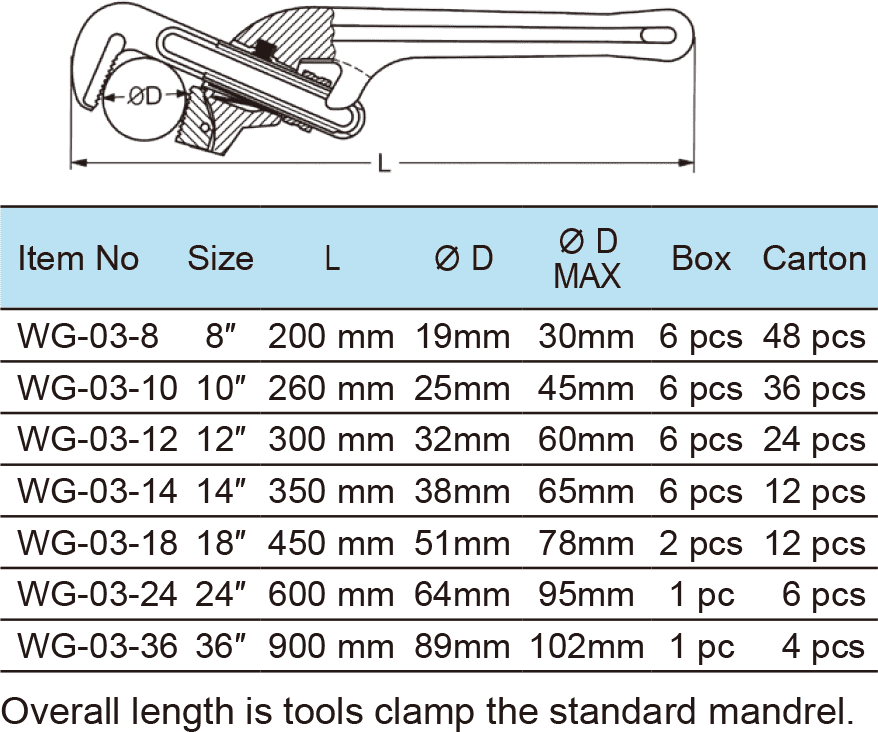 ØD
L
Item No Size L Ø D Ø D MAX Box Carton
WG-03-8 8″ 200 mm 19mm 30mm 6 pcs 48 pcs
WG-03-10 10″ 260 mm 25mm 45mm 6 pcs 36 pcs
WG-03-12 12″ 300 mm 32mm 60mm 6 pcs 24 pcs
WG-03-14 14″ 350 mm 38mm 65mm 6 pcs 12 pcs
WG-03-18 18″ 450 mm 51mm 78mm 2 pcs 12 pcs
WG-03-24 24″ 600 mm 64mm 95mm 1 pc 6 pcs
WG-03-36 36″ 900 mm 89mm 102mm 1 pc 4 pcs
Overall length is tools clamp the standard mandrel.